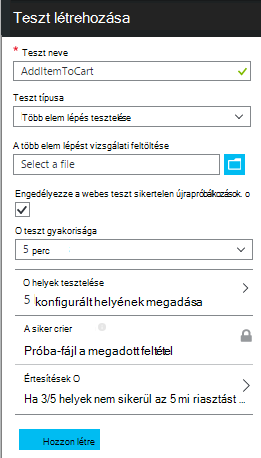 Teszt létrehozása
* Teszt neve
AddItemToCart
Teszt típusa
Több elem lépés tesztelése
A több elem lépést vizsgálati feltöltése
Select a file
Engedélyezze a webes teszt sikertelen újrapróbákozások. o
O teszt gyakorisága
5 perc
O helyek tesztelése
5 konfigurált helyének megadása
A siker crier
Próba-fájl a megadott feltétel
Értesítések O
Ha 3/5 helyek nem sikerül az 5 mi riasztást ...
Hozzon létre